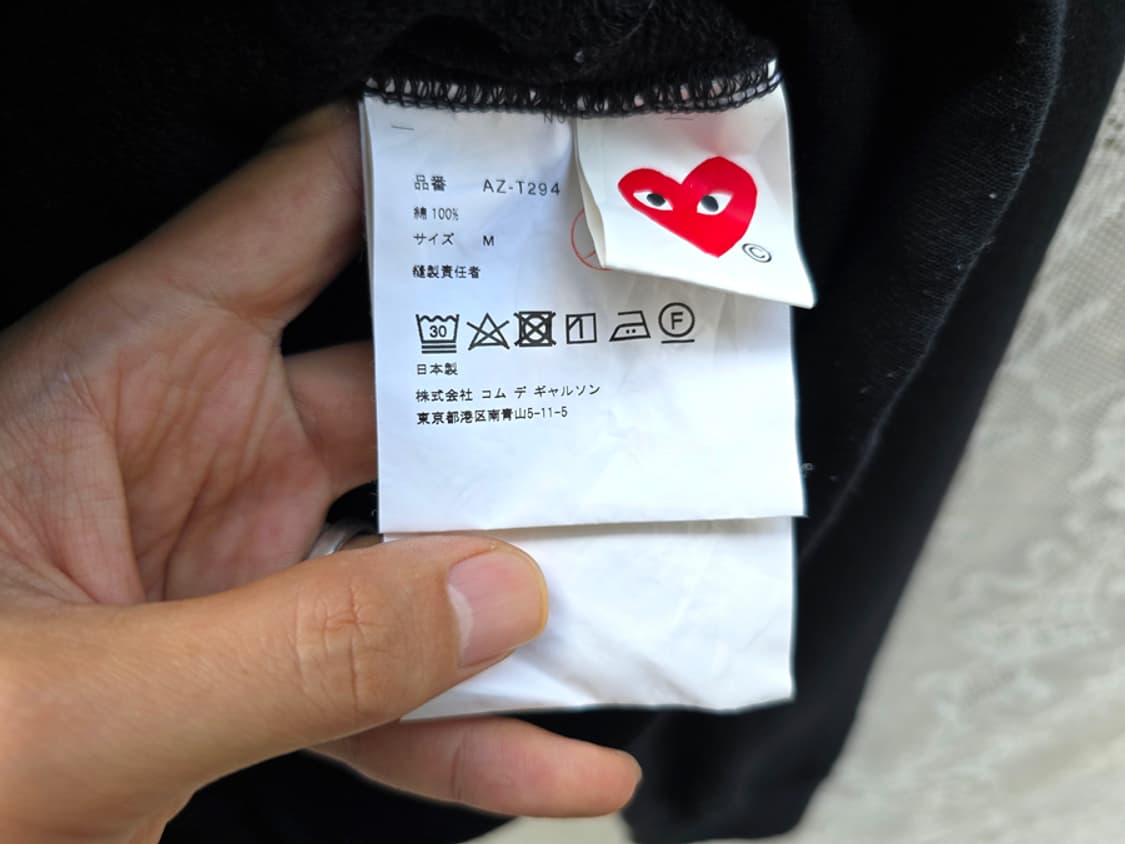 品番 AZ-T294
綿 100%
サイズ M
縫製責任者
30
F
日本製
株式会社 コム デ ギャルソン
東京都港区南青山5-11-5
©